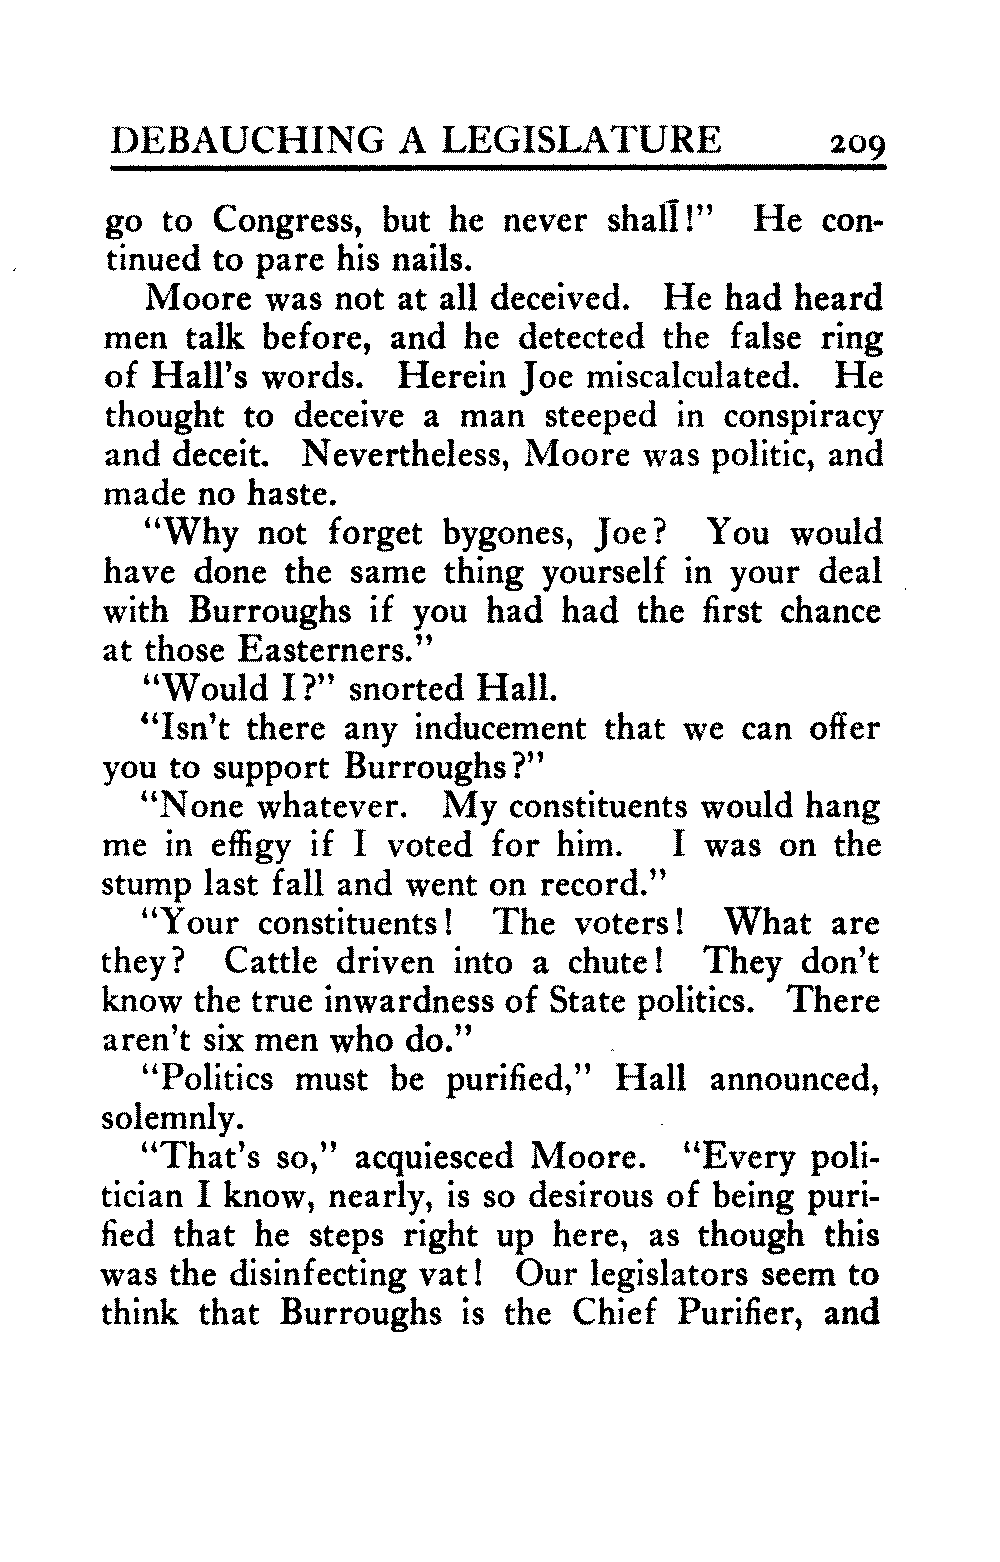 DEBAUCHING A LEGISLATURE 209
go to Congress, but he never shall!" He con-
tinued to pare his nails.
Moore was not at all deceived. He had heard
men talk before, and he detected the false ring
of Hall's words. Herein Joe miscalculated. He
thought to deceive a man steeped in conspiracy
and deceit. Nevertheless, Moore was politic, and
made no haste.
"Why not forget bygones, Joe? You would
have done the same thing yourself in your deal
with Burroughs if you had had the first chance
at those Easterners."
"Would I?" snorted Hall.
"Isn't there any inducement that we can offer
you to support Burroughs?"
"None whatever. My constituents would hang
me in effigy if I voted for him. I was on the
stump last fall and went on record."
"Your constituents! The voters! What are
they? Cattle driven into a chute! They don't
know the true inwardness of State politics. There
aren't six men who do."
"Politics must be purified," Hall announced,
solemnly.
"That's so," acquiesced Moore. "Every poli-
tician I know, nearly, is so desirous of being puri-
fied that he steps right up here, as though this
was the disinfecting vat! Our legislators seem to
think that Burroughs is the Chief Purifier, and